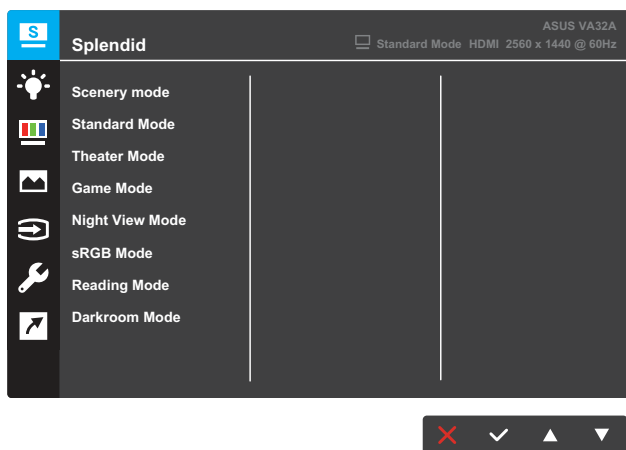 S
ASUS VA32A
Splendid
Standard Mode HDMI 2560 x 1440 @ 60Hz
Scenery mode
Standard Mode
Theater Mode
Game Mode
Night View Mode
sRGB Mode
Reading Mode
Darkroom Mode